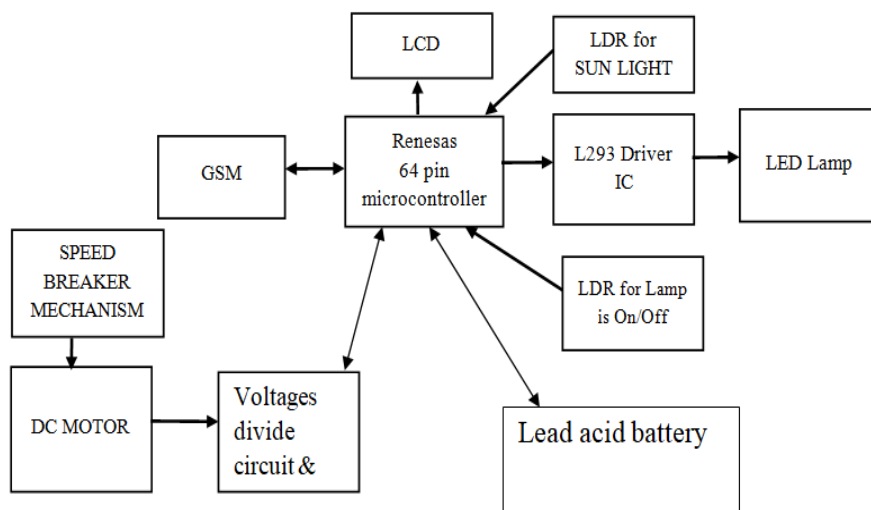 LCD
LDR for
SUN LIGHT
Renesas
64 pin
microcontroller
GSM
L293 Driver
IC
LED Lamp
SPEED
BREAKER
MECHANISM
LDR for Lamp
is On/Off
DC MOTOR
Voltages
divide
circuit &
Lead acid battery